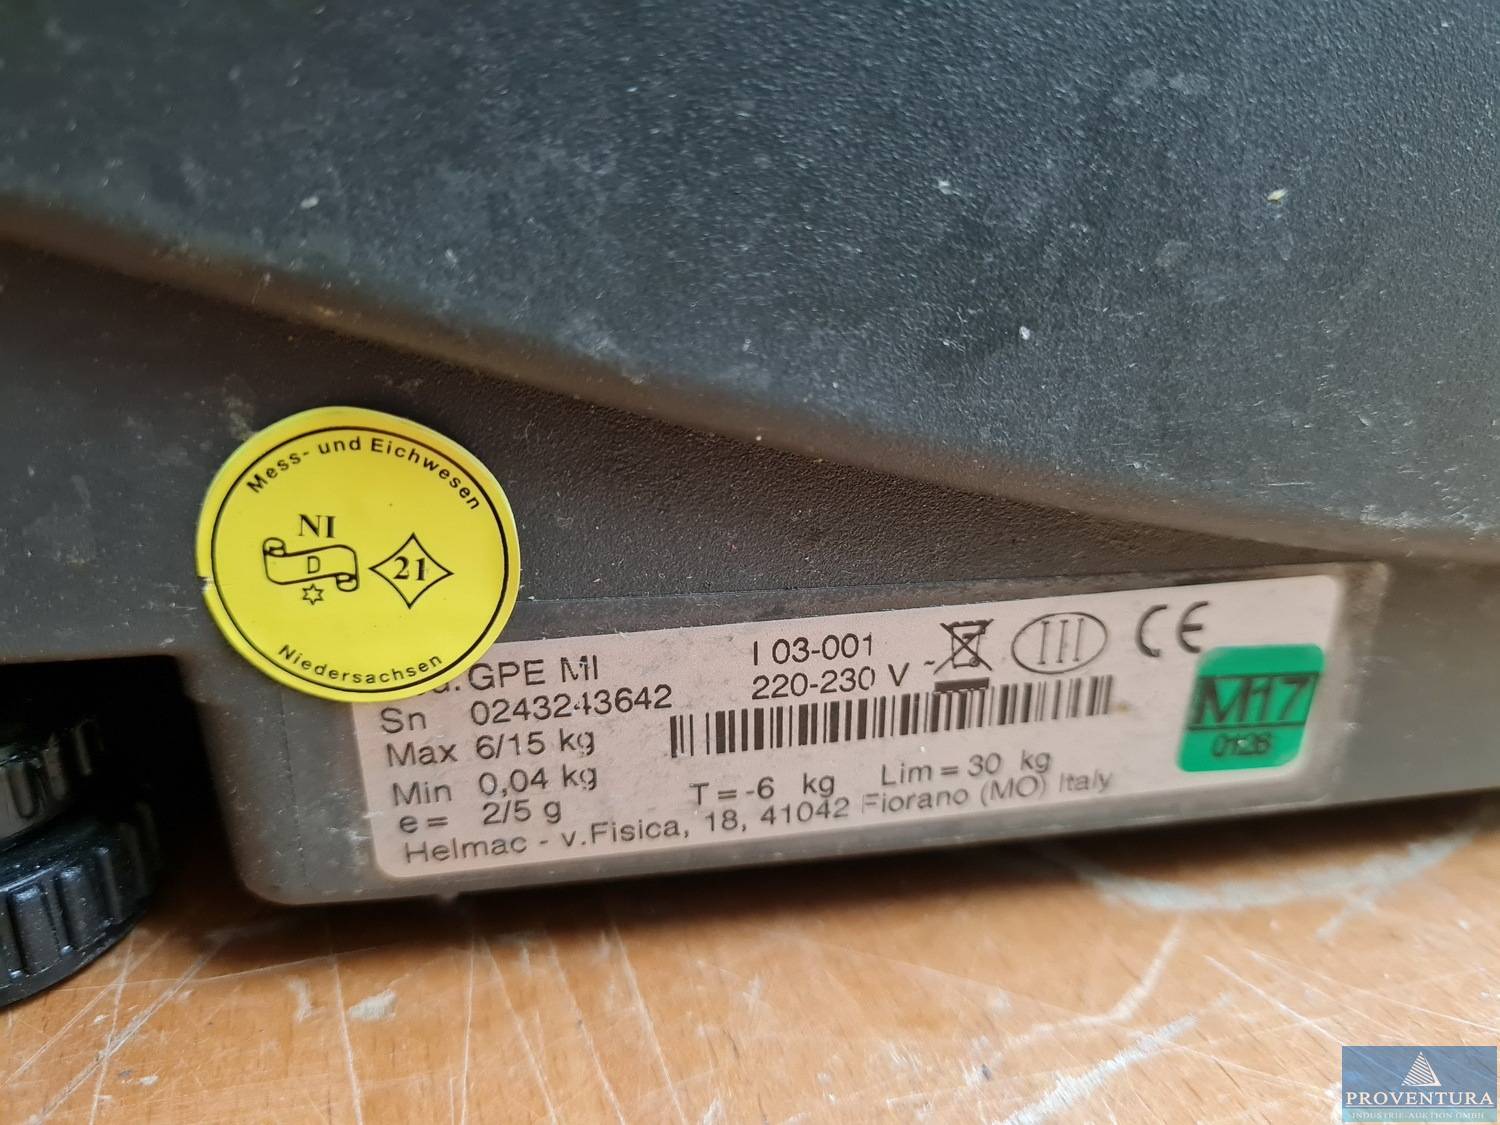 Mess- und Eichwesen
NI
D
21
Niedersachsen
GPE MI
I 03-001
Sn 0243243642
220-230 V ~
III
CE
Max 6/15 kg
Min 0,04 kg
T = -6 kg Lim = 30 kg
e = 2/5 g
Helmac - v.Fisica, 18, 41042 Fiorano (MO) Italy
M17
0126
PROVENTURA
INDUSTRIE-AUKTION GMBH